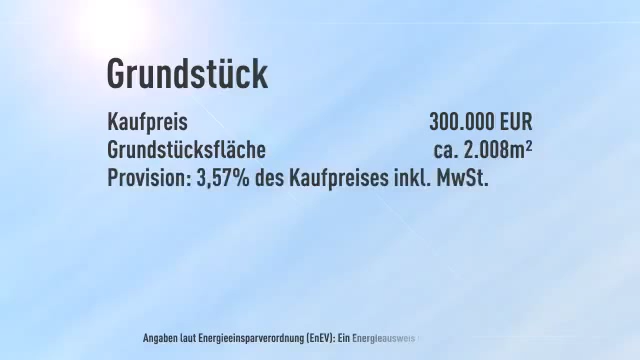 Grundstück
Kaufpreis 300.000 EUR
Grundstücksfläche ca. 2.008m²
Provision: 3,57% des Kaufpreises inkl. MwSt.
Angaben laut Energieeinsparverordnung (EnEV): Ein Energieausweis